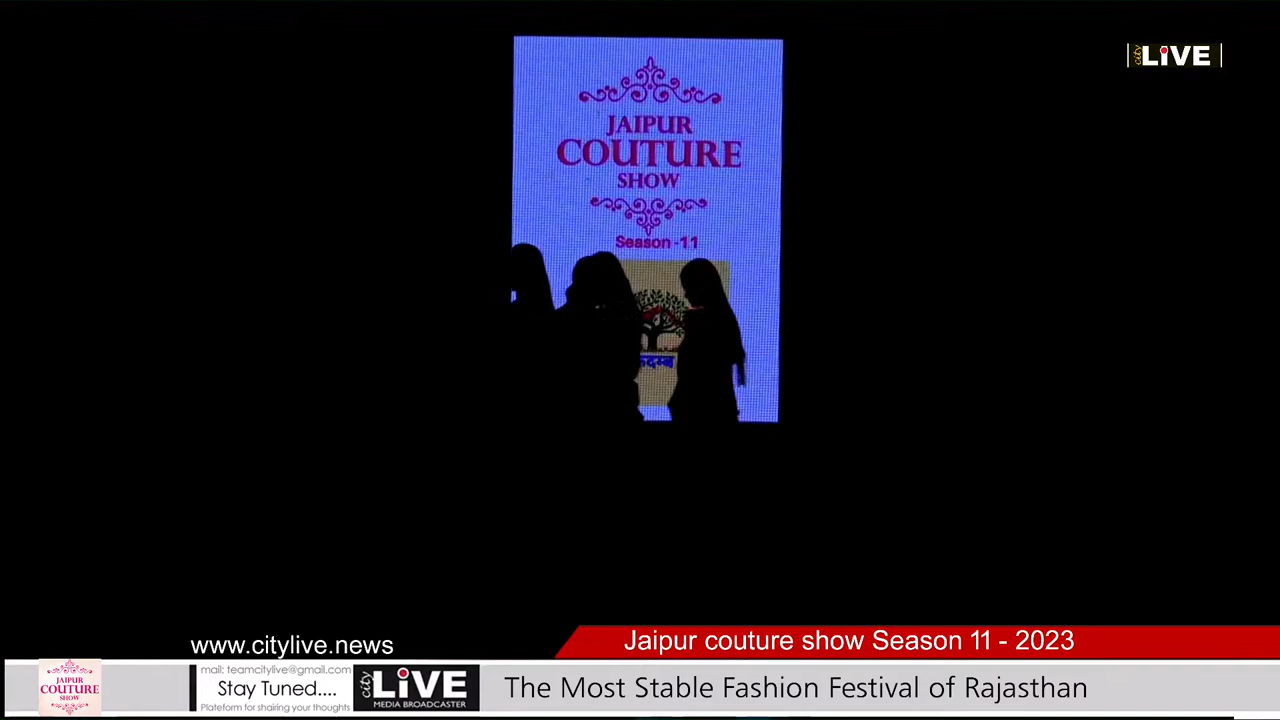 city LiVE
JAIPUR
COUTURE
SHOW
Season -11
www.citylive.news
Jaipur couture show Season 11 - 2023
JAIPUR
COUTURE
SHOW
mail: teamcitylive@gmail.com
Stay Tuned....
Plateform for shairing your thoughts
city LiVE
MEDIA BROADCASTER
The Most Stable Fashion Festival of Rajasthan